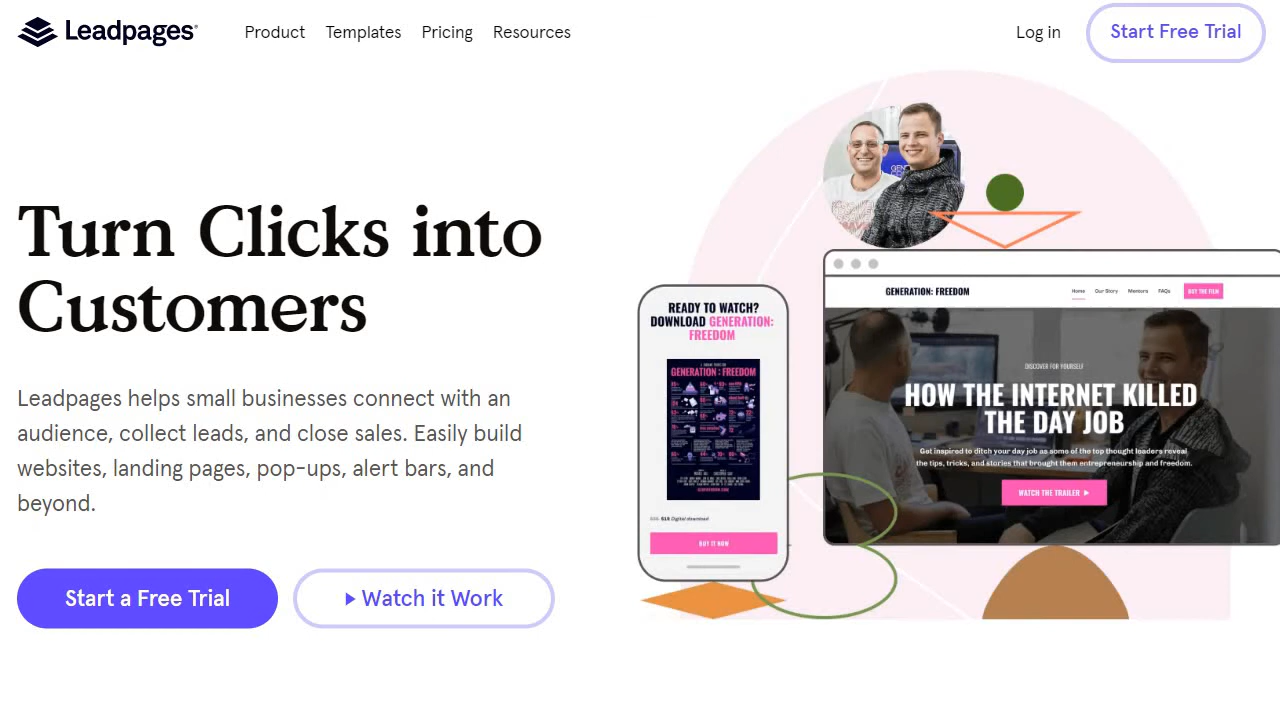 Leadpages®
Product
Templates
Pricing
Resources
Log in
Start Free Trial
Turn Clicks into
Customers
Leadpages helps small businesses connect with an
audience, collect leads, and close sales. Easily build
websites, landing pages, pop-ups, alert bars, and
beyond.
Start a Free Trial
Watch it Work
READY TO WATCH?
DOWNLOAD GENERATION:
FREEDOM
GENERATION: FREEDOM
$19 Digital download
BUY IT NOW
GENERATION: FREEDOM
Home
Our Story
Mentors
FAQs
BUY THE FILM
DISCOVER FOR YOURSELF
HOW THE INTERNET KILLED
THE DAY JOB
Get inspired to ditch your day job as some of the top thought leaders reveal
the tips, tricks, and stories that brought them entrepreneurship and freedom.
WATCH THE TRAILER